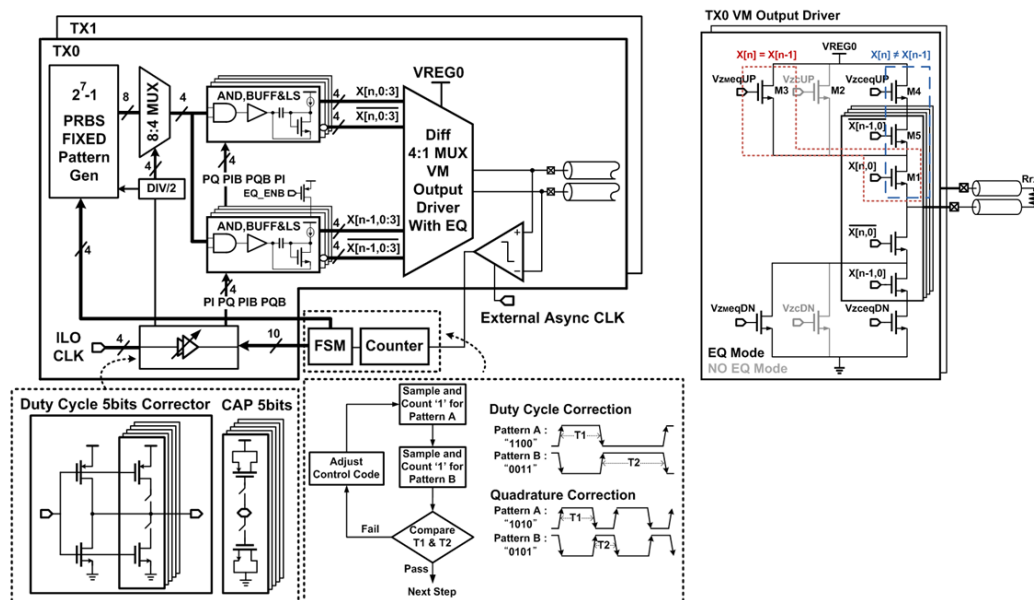 TX1
TX0
2⁷-1
PRBS
FIXED
Pattern
Gen
8
8:4 MUX
4
4
DIV/2
AND,BUFF&LS
4
X[n,0:3]
4
X̅[̅n̅,̅0̅:̅3̅]̅
4
PQ PIB PQB PI
EQ_ENB
AND,BUFF&LS
4
X[n-1,0:3]
4
X[n-1,0:3]
4
PI PQ PIB PQB
VREG0
Diff
4:1 MUX
VM
Output
Driver
With EQ
+
−
External Async CLK
4
ILO
CLK
4
10
FSM
Counter
Duty Cycle 5bits Corrector
CAP 5bits
Sample and
Count '1' for
Pattern A
Sample and
Count '1' for
Pattern B
Adjust
Control Code
Fail
Compare
T1 & T2
Pass
Next Step
Duty Cycle Correction
Pattern A :
"1100"
T1
Pattern B :
"0011"
T2
Quadrature Correction
Pattern A :
"1010"
T1
Pattern B :
"0101"
T2
TX0 VM Output Driver
X[n] = X[n-1]
X[n] ≠ X[n-1]
VREG0
VzMeqUP
M3
VzcUP
M2
VzceqUP
M4
X̅[̅n̅-̅1̅,̅0̅]̅
M5
X[n,0]
M1
X̅[̅n̅,̅0̅]̅
X[n-1,0]
VzMeqDN
VzcDN
VzceqDN
EQ Mode
NO EQ Mode